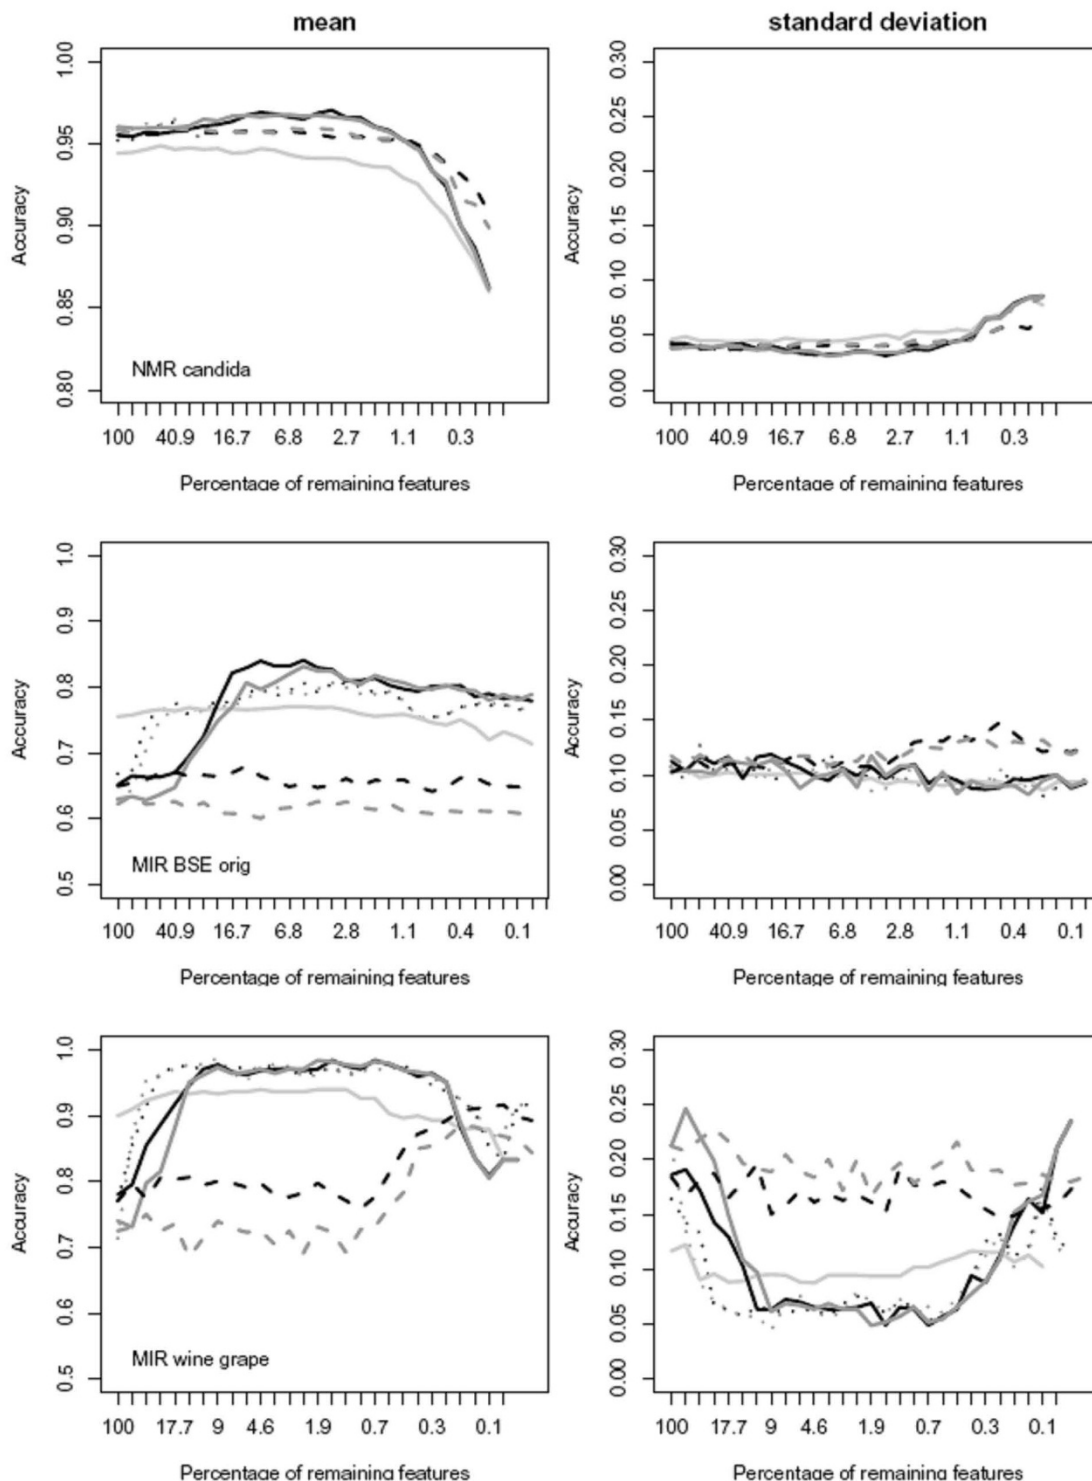 mean
standard deviation
Accuracy
1.00
0.95
0.90
0.85
0.80
NMR candida
100 40.9 16.7 6.8 2.7 1.1 0.3
Percentage of remaining features
Accuracy
0.30
0.25
0.20
0.15
0.10
0.05
0.00
100 40.9 16.7 6.8 2.7 1.1 0.3
Percentage of remaining features
Accuracy
1.0
0.9
0.8
0.7
0.6
0.5
MIR BSE orig
100 40.9 16.7 6.8 2.8 1.1 0.4 0.1
Percentage of remaining features
Accuracy
0.30
0.25
0.20
0.15
0.10
0.05
0.00
100 40.9 16.7 6.8 2.8 1.1 0.4 0.1
Percentage of remaining features
Accuracy
1.0
0.9
0.8
0.7
0.6
0.5
MIR wine grape
100 17.7 9 4.6 1.9 0.7 0.3 0.1
Percentage of remaining features
Accuracy
0.30
0.25
0.20
0.15
0.10
0.05
0.00
100 17.7 9 4.6 1.9 0.7 0.3 0.1
Percentage of remaining features